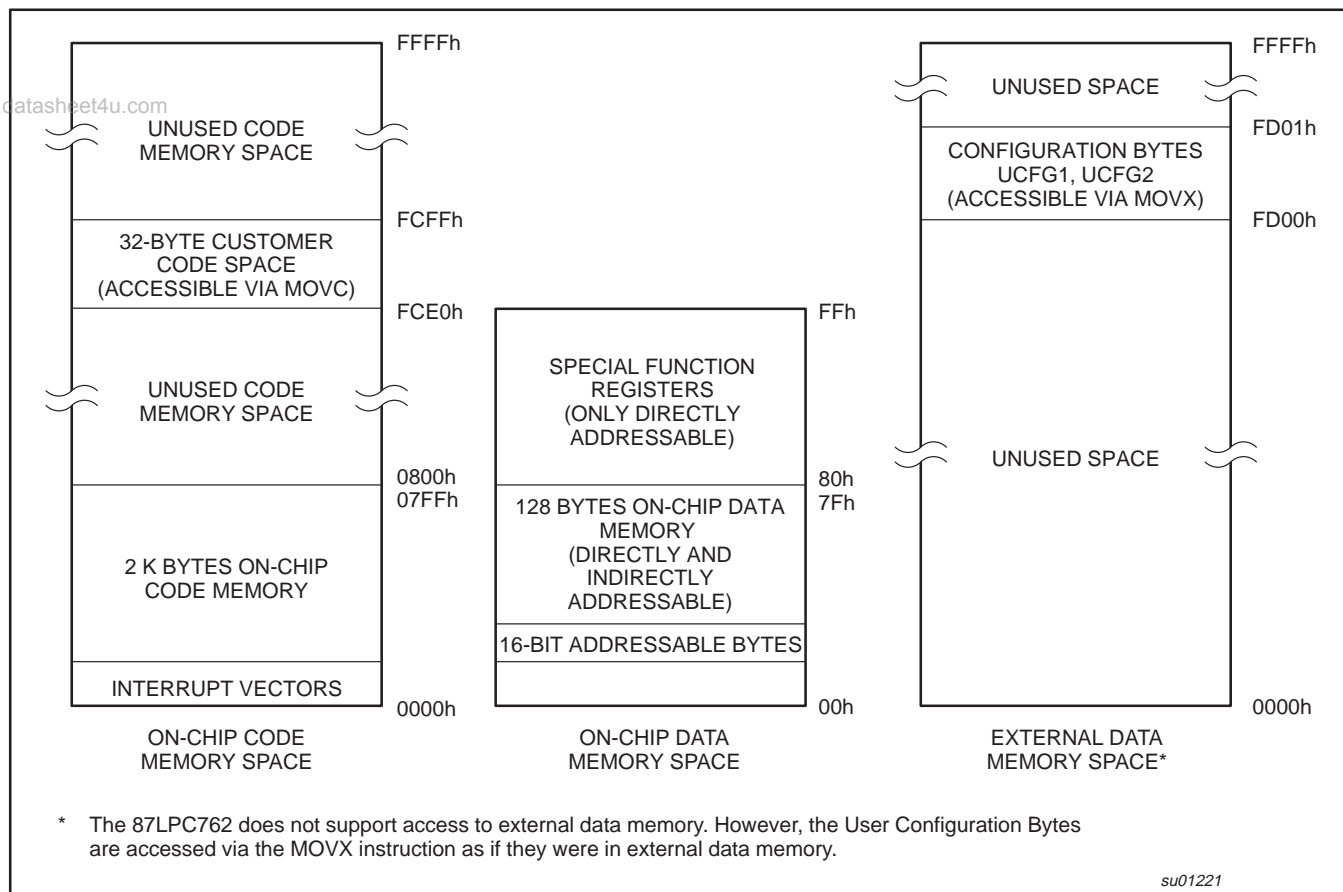 datasheet4u.com
FFFFh
UNUSED CODE
MEMORY SPACE
FCFFh
32-BYTE CUSTOMER
CODE SPACE
(ACCESSIBLE VIA MOVC)
FCE0h
UNUSED CODE
MEMORY SPACE
0800h
07FFh
2 K BYTES ON-CHIP
CODE MEMORY
INTERRUPT VECTORS
0000h
ON-CHIP CODE
MEMORY SPACE
FFh
SPECIAL FUNCTION
REGISTERS
(ONLY DIRECTLY
ADDRESSABLE)
80h
7Fh
128 BYTES ON-CHIP DATA
MEMORY
(DIRECTLY AND
INDIRECTLY
ADDRESSABLE)
16-BIT ADDRESSABLE BYTES
00h
ON-CHIP DATA
MEMORY SPACE
FFFFh
UNUSED SPACE
FD01h
CONFIGURATION BYTES
UCFG1, UCFG2
(ACCESSIBLE VIA MOVX)
FD00h
UNUSED SPACE
0000h
EXTERNAL DATA
MEMORY SPACE*
* The 87LPC762 does not support access to external data memory. However, the User Configuration Bytes
are accessed via the MOVX instruction as if they were in external data memory.
su01221